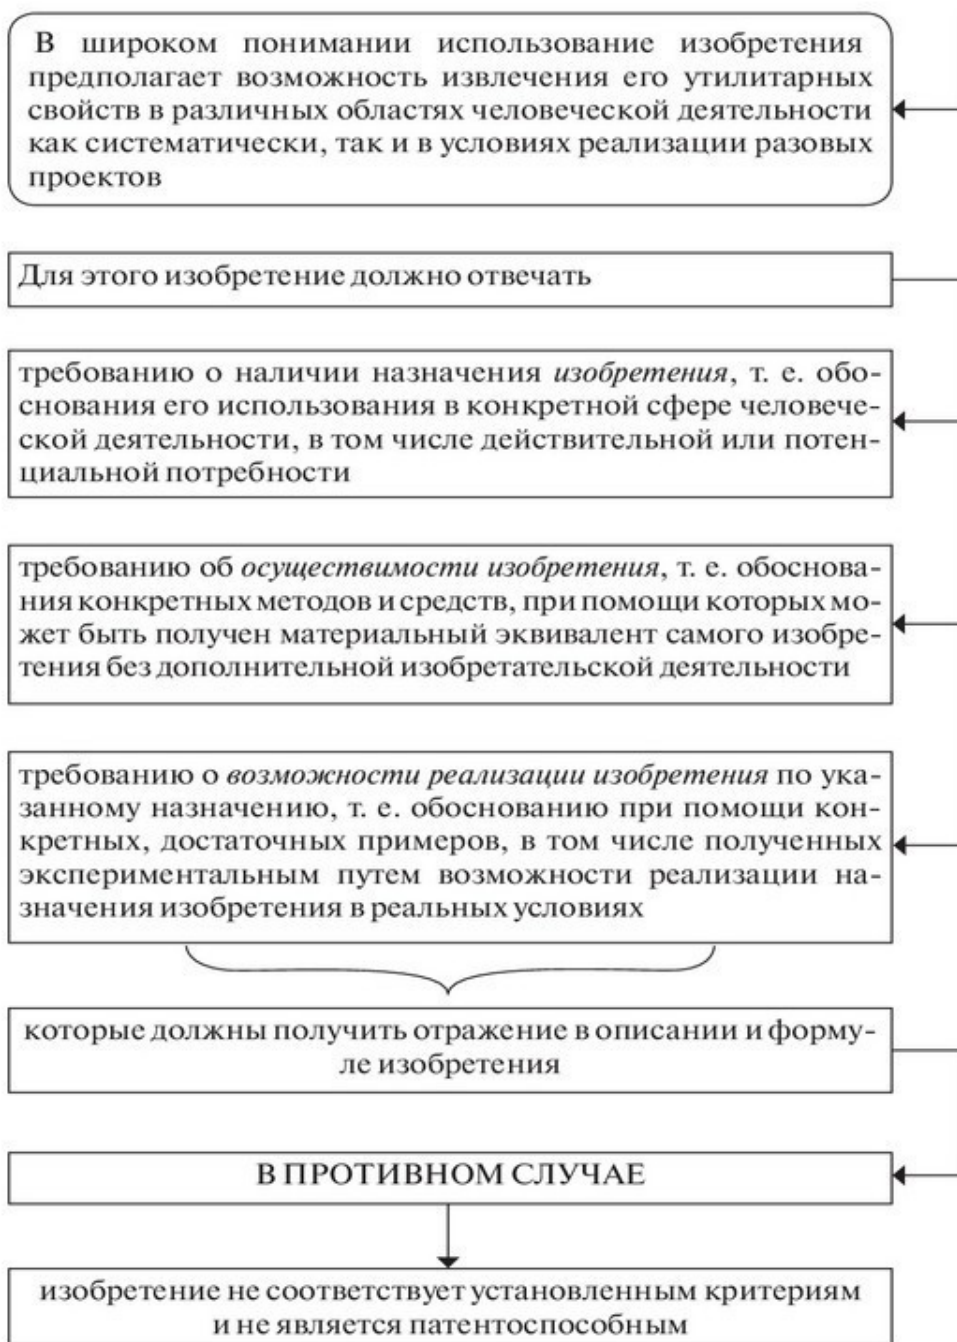 В широком понимании использование изобретения
предполагает возможность извлечения его утилитарных
свойств в различных областях человеческой деятельности
как систематически, так и в условиях реализации разовых
проектов
Для этого изобретение должно отвечать
требованию о наличии назначения изобретения, т. е. обо-
снования его использования в конкретной сфере человече-
ской деятельности, в том числе действительной или потен-
циальной потребности
требованию об осуществимости изобретения, т. е. обоснова-
ния конкретных методов и средств, при помощи которых мо-
жет быть получен материальный эквивалент самого изобре-
тения без дополнительной изобретательской деятельности
требованию о возможности реализации изобретения по ука-
занному назначению, т. е. обоснованию при помощи кон-
кретных, достаточных примеров, в том числе полученных
экспериментальным путем возможности реализации на-
значения изобретения в реальных условиях
которые должны получить отражение в описании и форму-
ле изобретения
В ПРОТИВНОМ СЛУЧАЕ
изобретение не соответствует установленным критериям
и не является патентоспособным